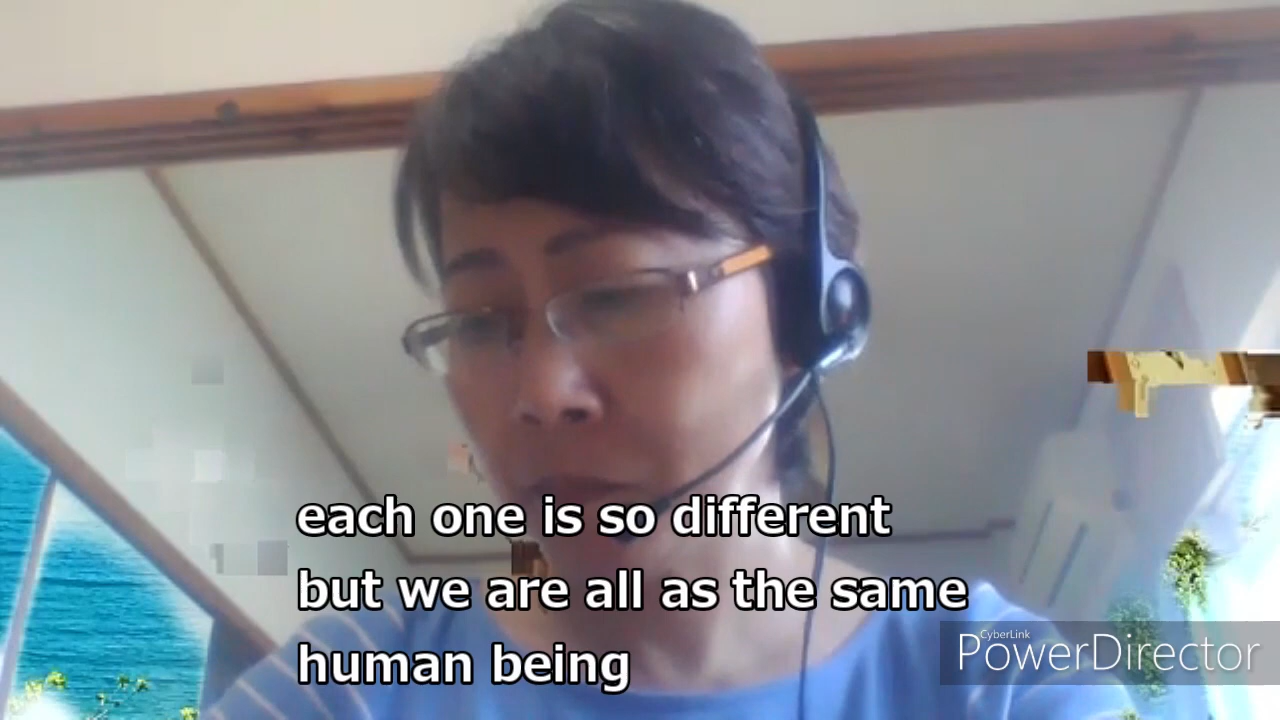 each one is so different
but we are all as the same
human being
CyberLink
PowerDirector